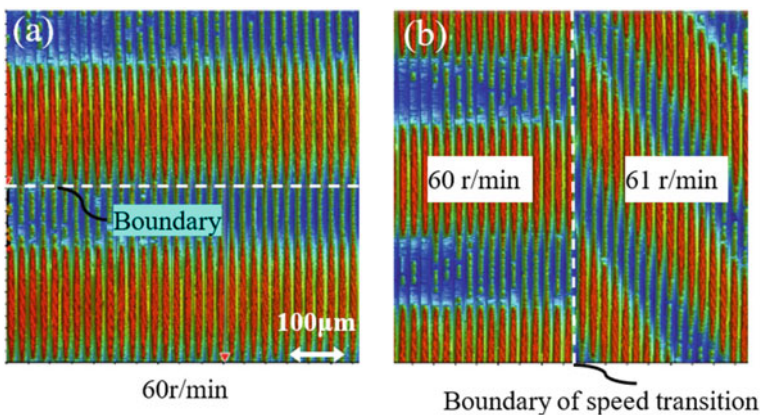 (a)
Boundary
100μm
60r/min
(b)
60 r/min
61 r/min
Boundary of speed transition